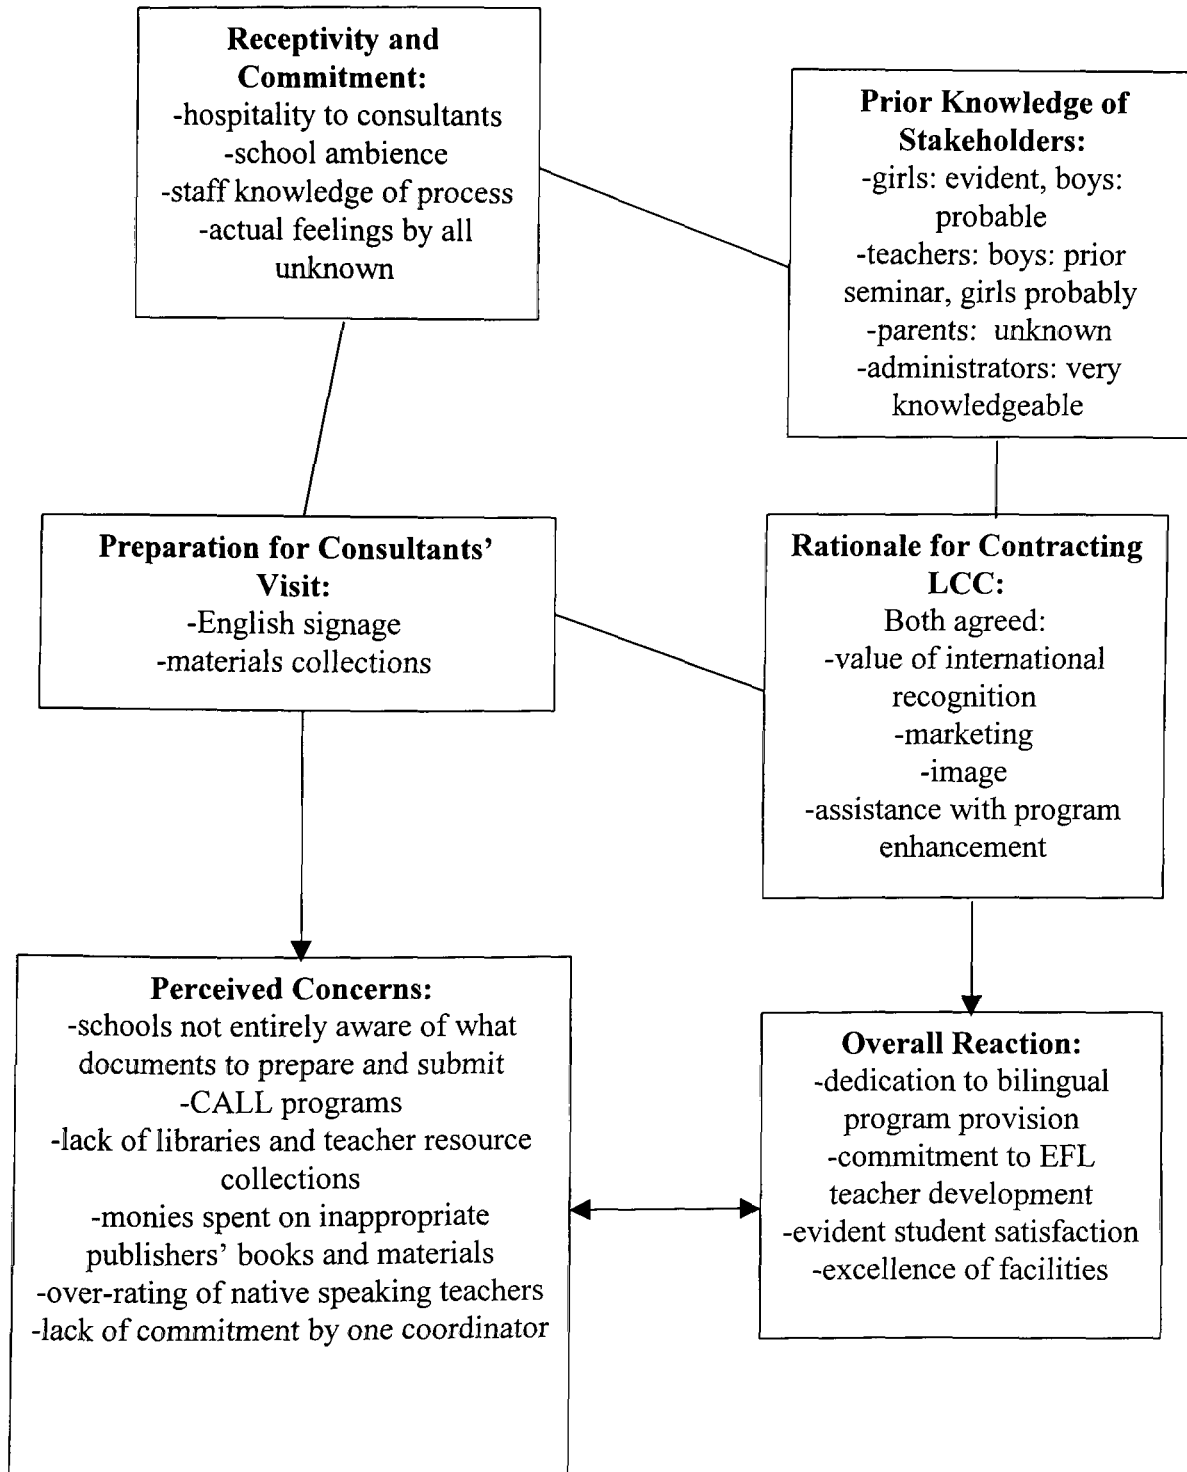 Receptivity and
Commitment:
-hospitality to consultants
-school ambience
-staff knowledge of process
-actual feelings by all
unknown
Prior Knowledge of
Stakeholders:
-girls: evident, boys:
probable
-teachers: boys: prior
seminar, girls probably
-parents: unknown
-administrators: very
knowledgeable
Preparation for Consultants’
Visit:
-English signage
-materials collections
Rationale for Contracting
LCC:
Both agreed:
-value of international
recognition
-marketing
-image
-assistance with program
enhancement
Perceived Concerns:
-schools not entirely aware of what
documents to prepare and submit
-CALL programs
-lack of libraries and teacher resource
collections
-monies spent on inappropriate
publishers’ books and materials
-over-rating of native speaking teachers
-lack of commitment by one coordinator
Overall Reaction:
-dedication to bilingual
program provision
-commitment to EFL
teacher development
-evident student satisfaction
-excellence of facilities